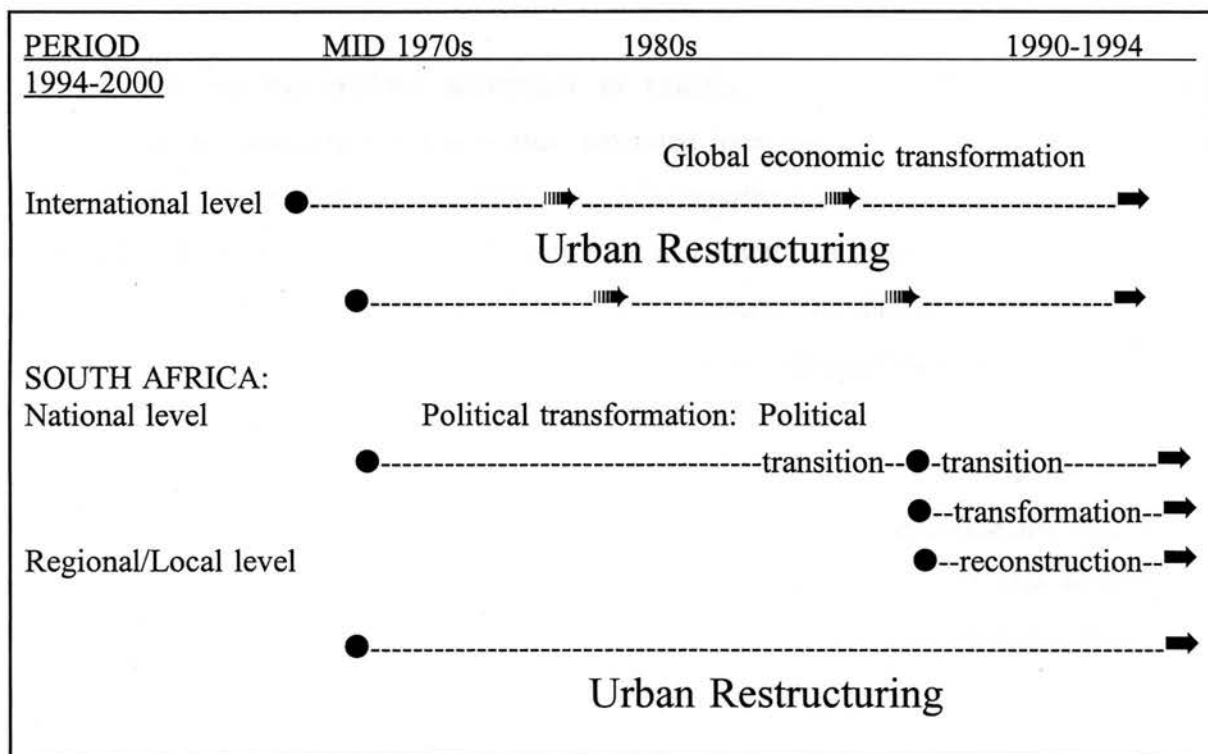 PERIOD MID 1970s 1980s 1990-1994
1994-2000
Global economic transformation
International level
Urban Restructuring
SOUTH AFRICA:
National level Political transformation: Political
transition transition
transformation
Regional/Local level reconstruction
Urban Restructuring